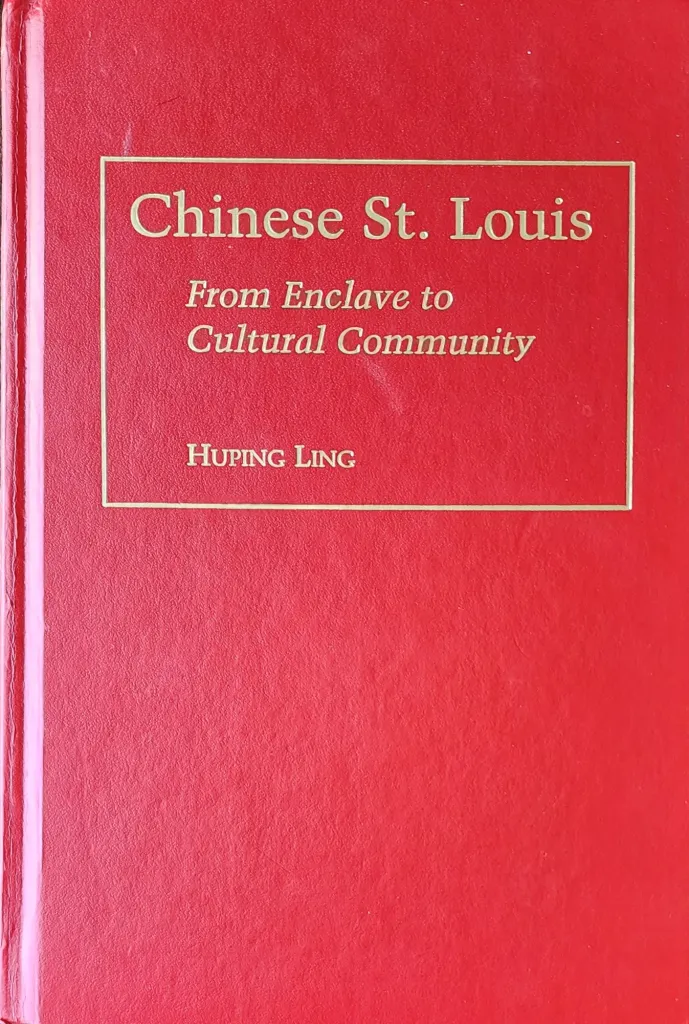 Chinese St. Louis
From Enclave to
Cultural Community
HUPING LING